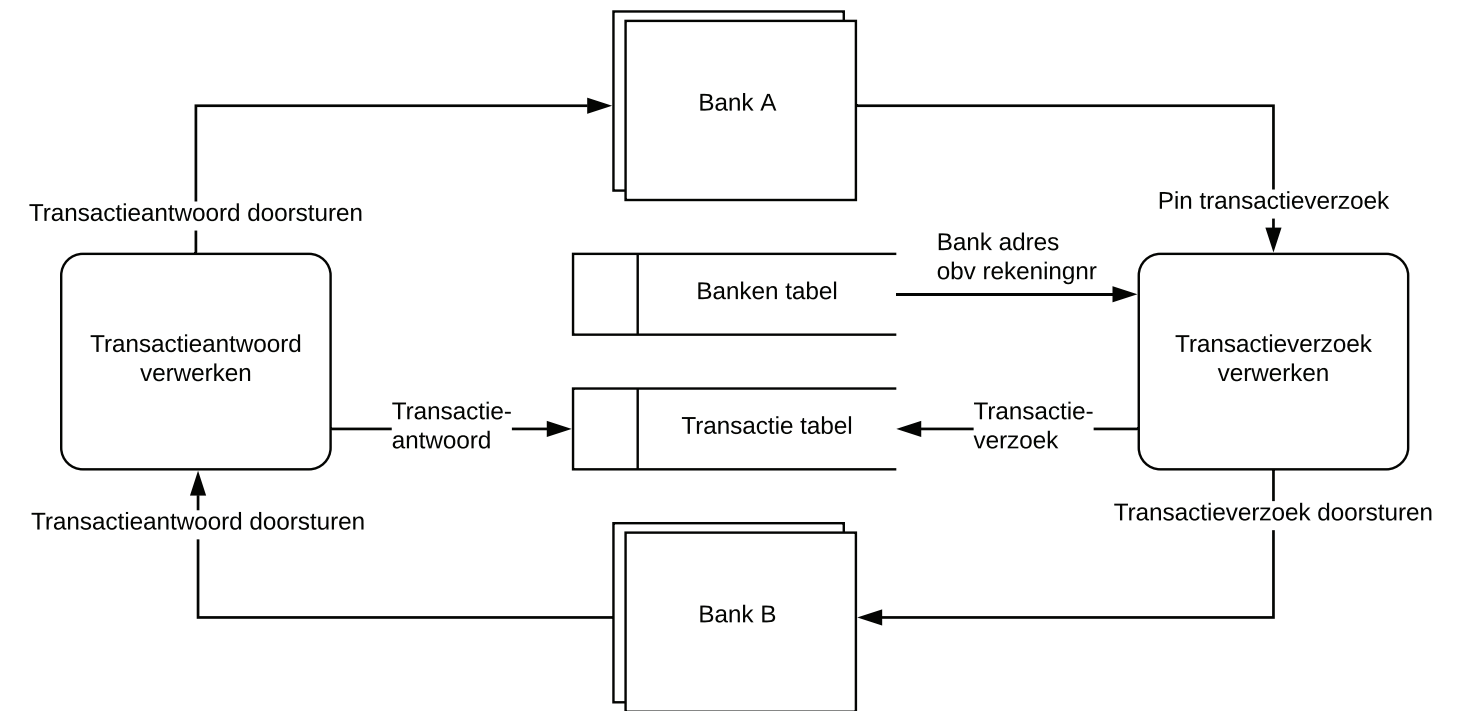 Bank A
Transactieantwoord doorsturen
Pin transactieverzoek
Bank adres
obv rekeningnr
Banken tabel
Transactieantwoord
verwerken
Transactieverzoek
verwerken
Transactie-
antwoord
Transactie tabel
Transactie-
verzoek
Transactieantwoord doorsturen
Transactieverzoek doorsturen
Bank B